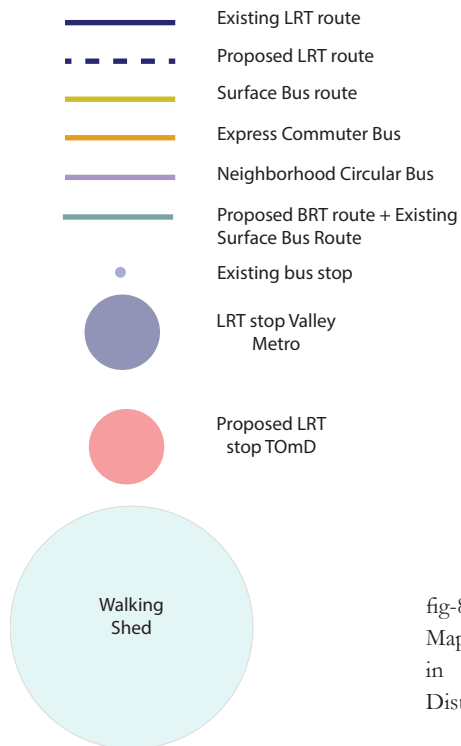 Existing LRT route
Proposed LRT route
Surface Bus route
Express Commuter Bus
Neighborhood Circular Bus
Proposed BRT route + Existing
Surface Bus Route
Existing bus stop
LRT stop Valley
Metro
Proposed LRT
stop TOmD
Walking
Shed
in